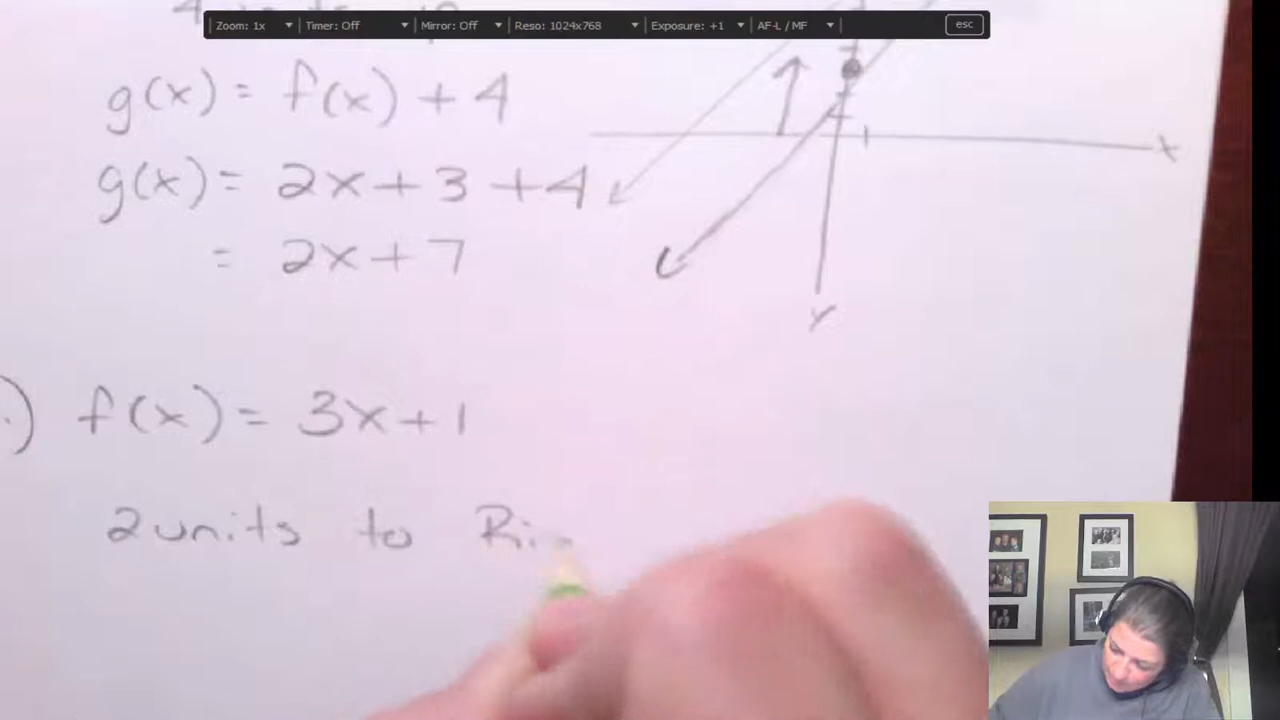 Zoom: 1x Timer: Off Mirror: Off Reso: 1024x768 Exposure: +1 AF-L / MF esc
g(x) = f(x) + 4
g(x) = 2x + 3 + 4
= 2x + 7
x
y
.) f(x) = 3x + 1
2 units to Ri